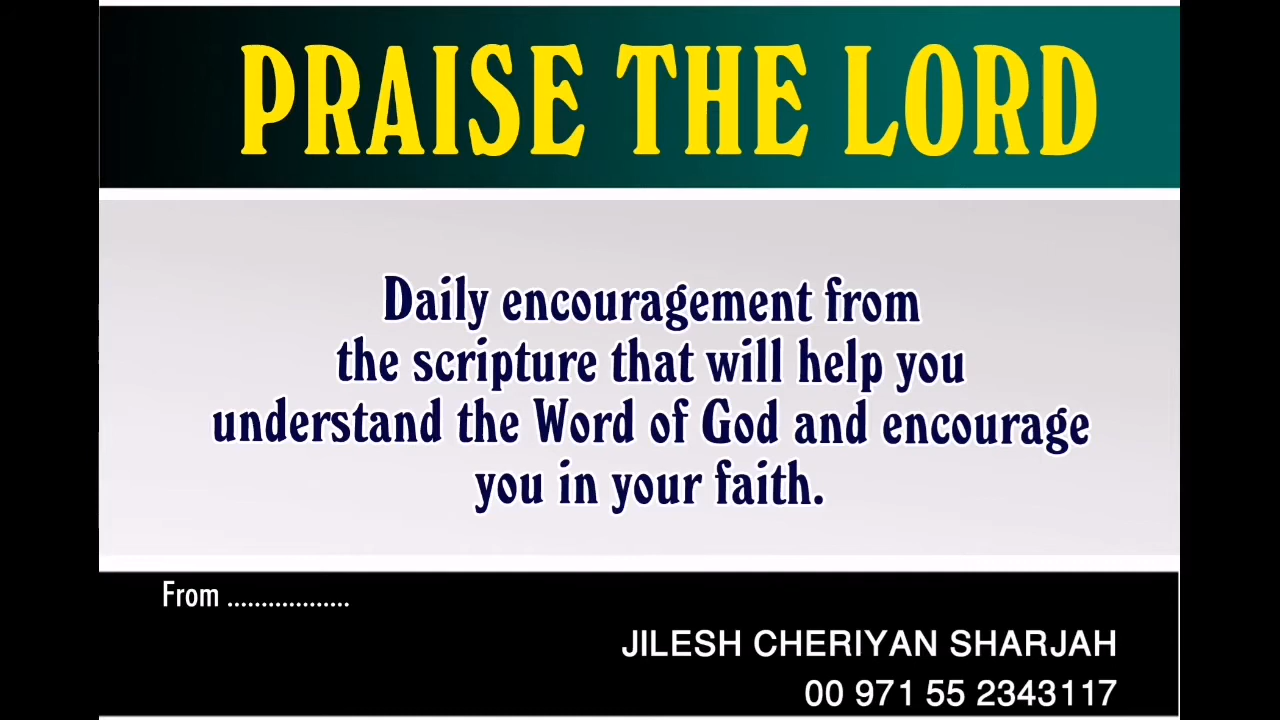 PRAISE THE LORD
Daily encouragement from
the scripture that will help you
understand the Word of God and encourage
you in your faith.
From ..................
JILESH CHERIYAN SHARJAH
00 971 55 2343117